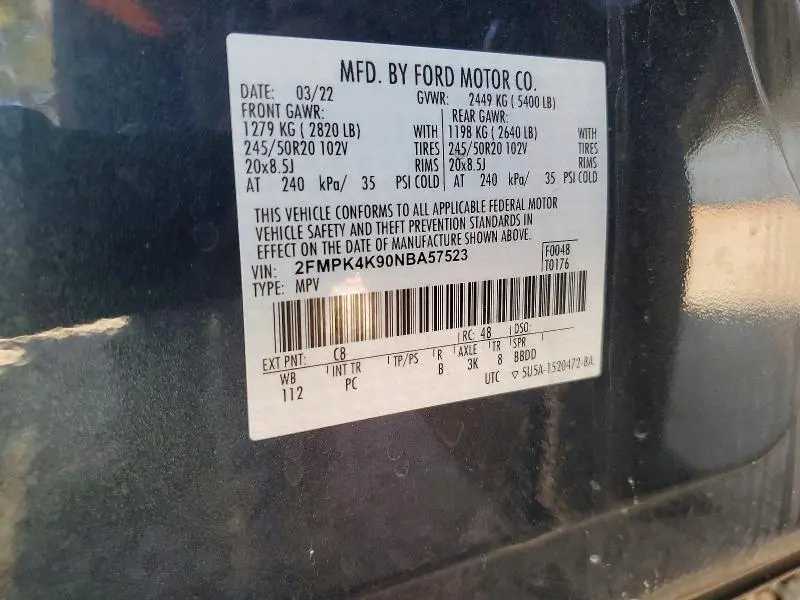 MFD. BY FORD MOTOR CO.
DATE: 03/22 GVWR: 2449 KG ( 5400 LB)
FRONT GAWR: REAR GAWR:
1279 KG ( 2820 LB) WITH 1198 KG ( 2640 LB) WITH
245/50R20 102V TIRES 245/50R20 102V TIRES
20x8.5J RIMS 20x8.5J RIMS
AT 240 kPa/ 35 PSI COLD AT 240 kPa/ 35 PSI COLD
THIS VEHICLE CONFORMS TO ALL APPLICABLE FEDERAL MOTOR
VEHICLE SAFETY AND THEFT PREVENTION STANDARDS IN
EFFECT ON THE DATE OF MANUFACTURE SHOWN ABOVE.
VIN: 2FMPK4K90NBA57523 F0048
TYPE: MPV T0176
EXT PNT: C8 RC: 48 DSO:
WB INT TR TP/PS R AXLE TR SPR
112 PC B 3K 8 BBDD
UTC ▽ 5U5A-1520472-BA